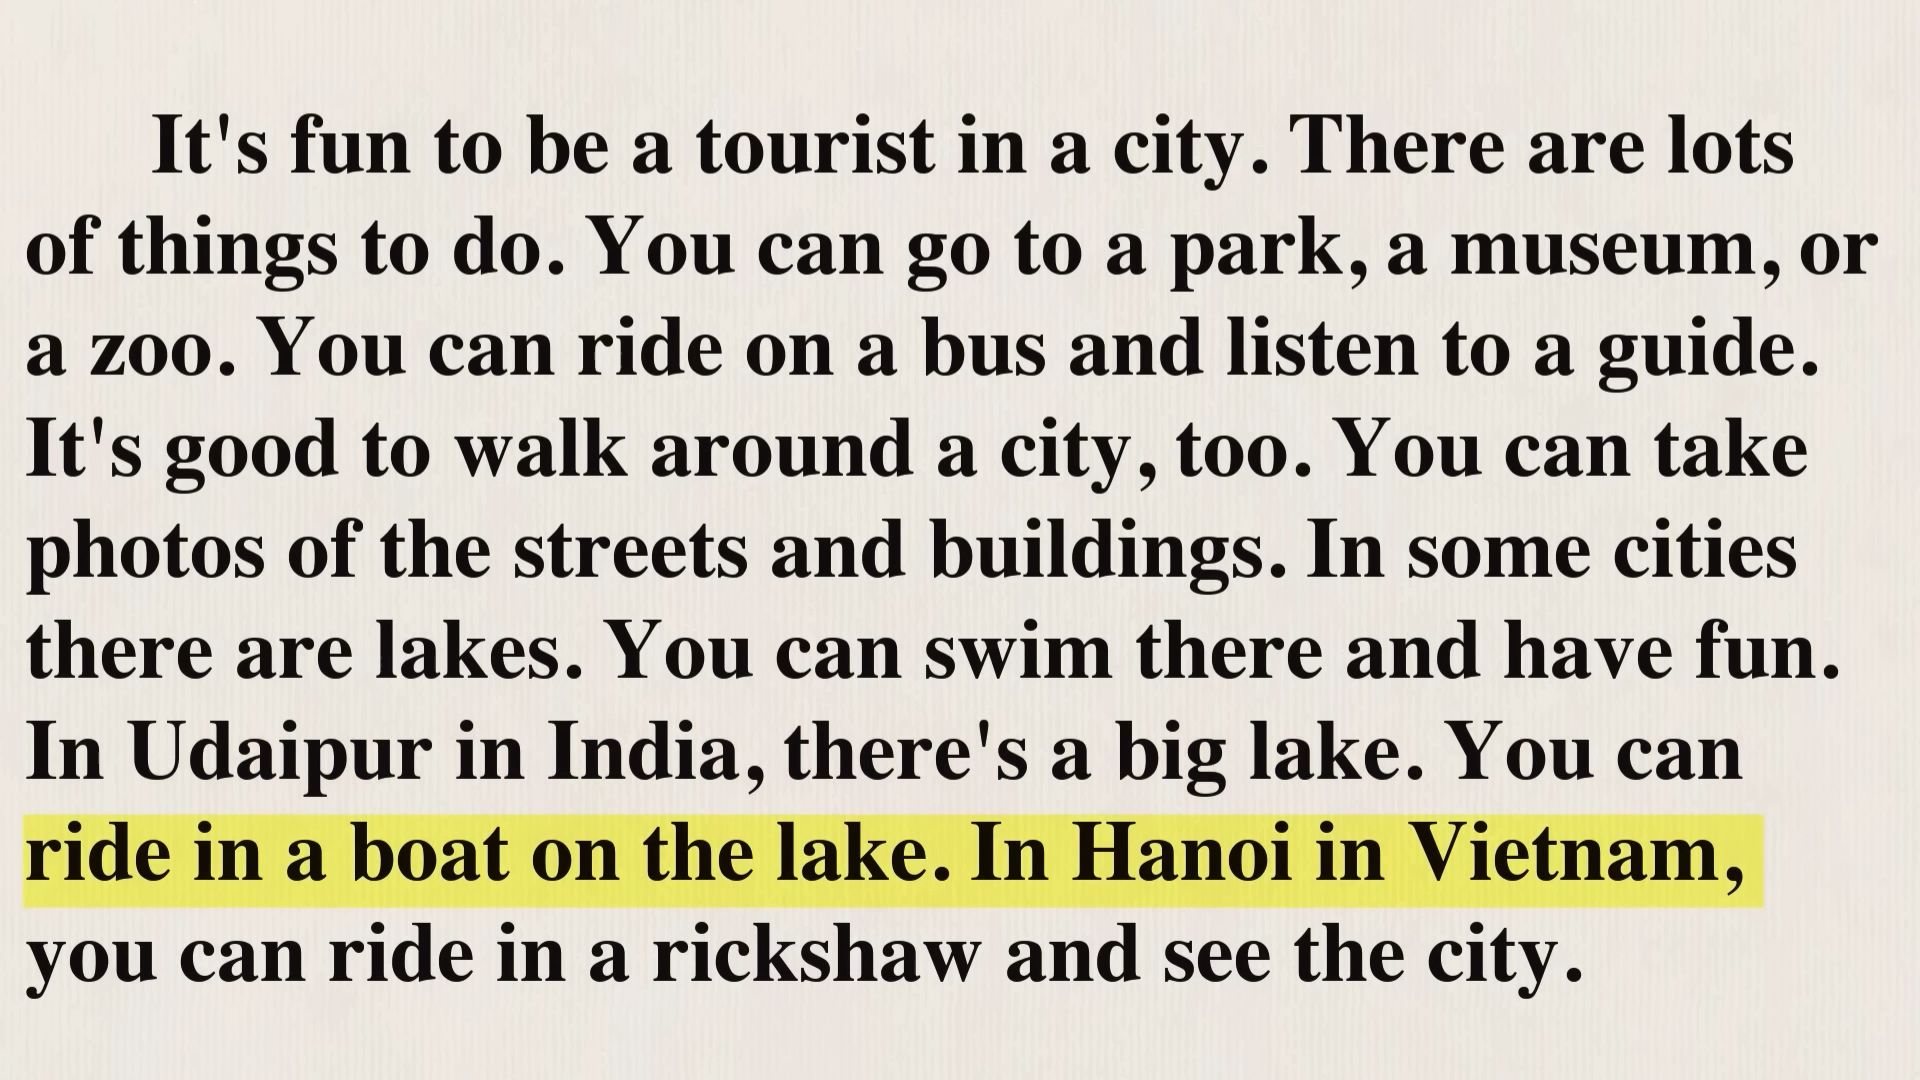 It's fun to be a tourist in a city. There are lots
of things to do. You can go to a park, a museum, or
a zoo. You can ride on a bus and listen to a guide.
It's good to walk around a city, too. You can take
photos of the streets and buildings. In some cities
there are lakes. You can swim there and have fun.
In Udaipur in India, there's a big lake. You can
ride in a boat on the lake. In Hanoi in Vietnam,
you can ride in a rickshaw and see the city.